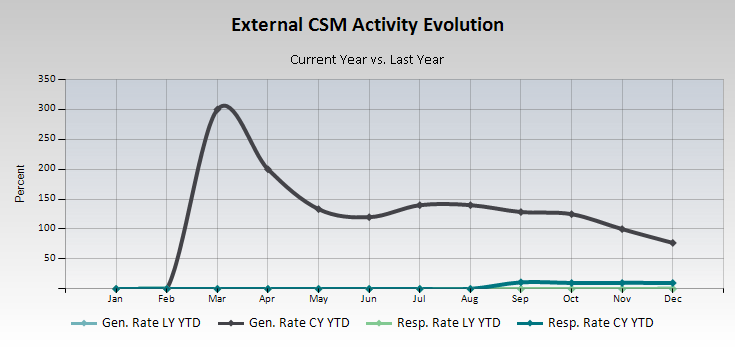 External CSM Activity Evolution
Current Year vs. Last Year
Percent
350
300
250
200
150
100
50
Jan Feb Mar Apr May Jun Jul Aug Sep Oct Nov Dec
Gen. Rate LY YTD Gen. Rate CY YTD Resp. Rate LY YTD Resp. Rate CY YTD